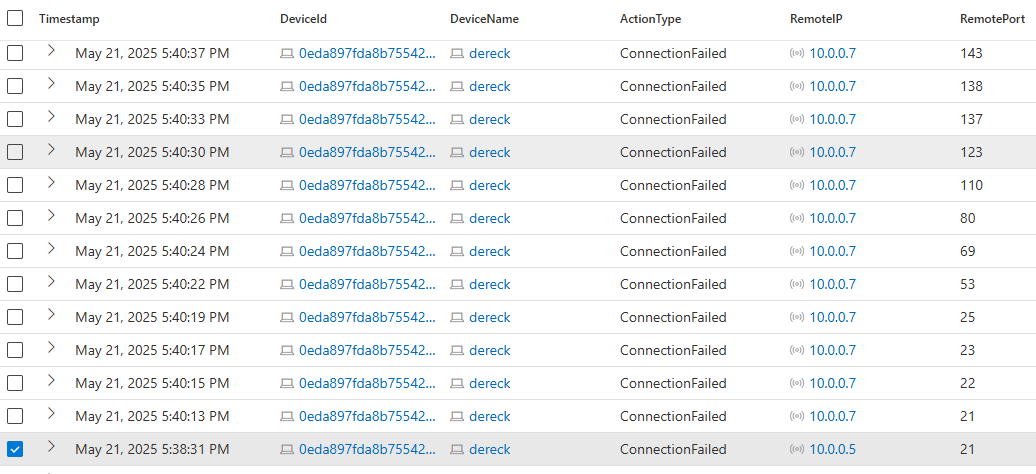 Timestamp DeviceId DeviceName ActionType RemoteIP RemotePort
May 21, 2025 5:40:37 PM 0eda897fda8b75542... dereck ConnectionFailed 10.0.0.7 143
May 21, 2025 5:40:35 PM 0eda897fda8b75542... dereck ConnectionFailed 10.0.0.7 138
May 21, 2025 5:40:33 PM 0eda897fda8b75542... dereck ConnectionFailed 10.0.0.7 137
May 21, 2025 5:40:30 PM 0eda897fda8b75542... dereck ConnectionFailed 10.0.0.7 123
May 21, 2025 5:40:28 PM 0eda897fda8b75542... dereck ConnectionFailed 10.0.0.7 110
May 21, 2025 5:40:26 PM 0eda897fda8b75542... dereck ConnectionFailed 10.0.0.7 80
May 21, 2025 5:40:24 PM 0eda897fda8b75542... dereck ConnectionFailed 10.0.0.7 69
May 21, 2025 5:40:22 PM 0eda897fda8b75542... dereck ConnectionFailed 10.0.0.7 53
May 21, 2025 5:40:19 PM 0eda897fda8b75542... dereck ConnectionFailed 10.0.0.7 25
May 21, 2025 5:40:17 PM 0eda897fda8b75542... dereck ConnectionFailed 10.0.0.7 23
May 21, 2025 5:40:15 PM 0eda897fda8b75542... dereck ConnectionFailed 10.0.0.7 22
May 21, 2025 5:40:13 PM 0eda897fda8b75542... dereck ConnectionFailed 10.0.0.7 21
May 21, 2025 5:38:31 PM 0eda897fda8b75542... dereck ConnectionFailed 10.0.0.5 21